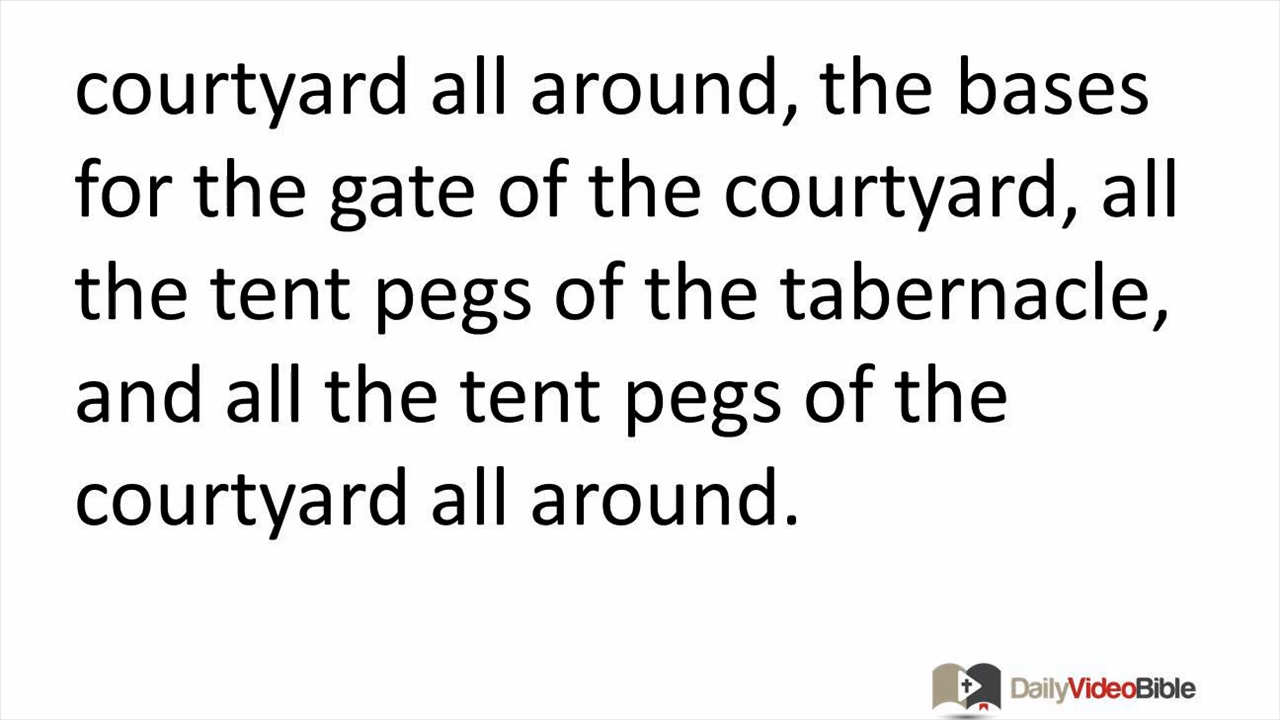 courtyard all around, the bases
for the gate of the courtyard, all
the tent pegs of the tabernacle,
and all the tent pegs of the
courtyard all around.
DailyVideoBible